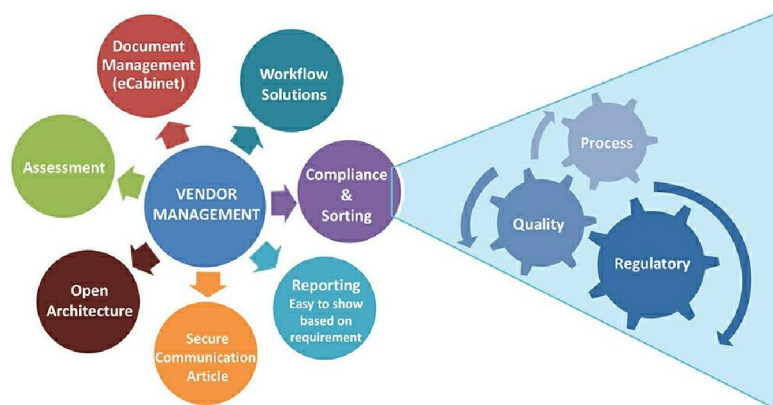 Document
Management
(eCabinet)
Workflow
Solutions
Assessment
VENDOR
MANAGEMENT
Compliance
&
Sorting
Open
Architecture
Secure
Communication
Article
Reporting
Easy to show
based on
requirement
Process
Quality
Regulatory